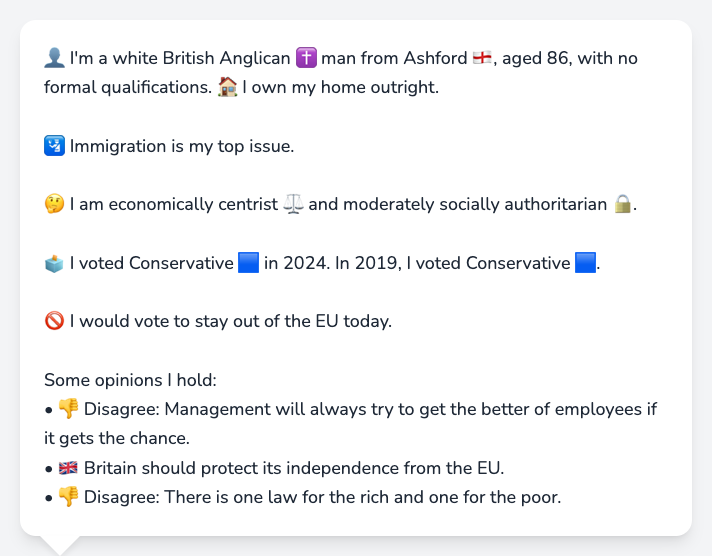 👤 I'm a white British Anglican ✝️ man from Ashford 🏴󠁧󠁢󠁥󠁮󠁧󠁿, aged 86, with no
formal qualifications. 🏠 I own my home outright.
🛂 Immigration is my top issue.
🤔 I am economically centrist ⚖️ and moderately socially authoritarian 🔒.
🗳️ I voted Conservative 🟦 in 2024. In 2019, I voted Conservative 🟦.
🚫 I would vote to stay out of the EU today.
Some opinions I hold:
• 👎 Disagree: Management will always try to get the better of employees if
it gets the chance.
• 🇬🇧 Britain should protect its independence from the EU.
• 👎 Disagree: There is one law for the rich and one for the poor.